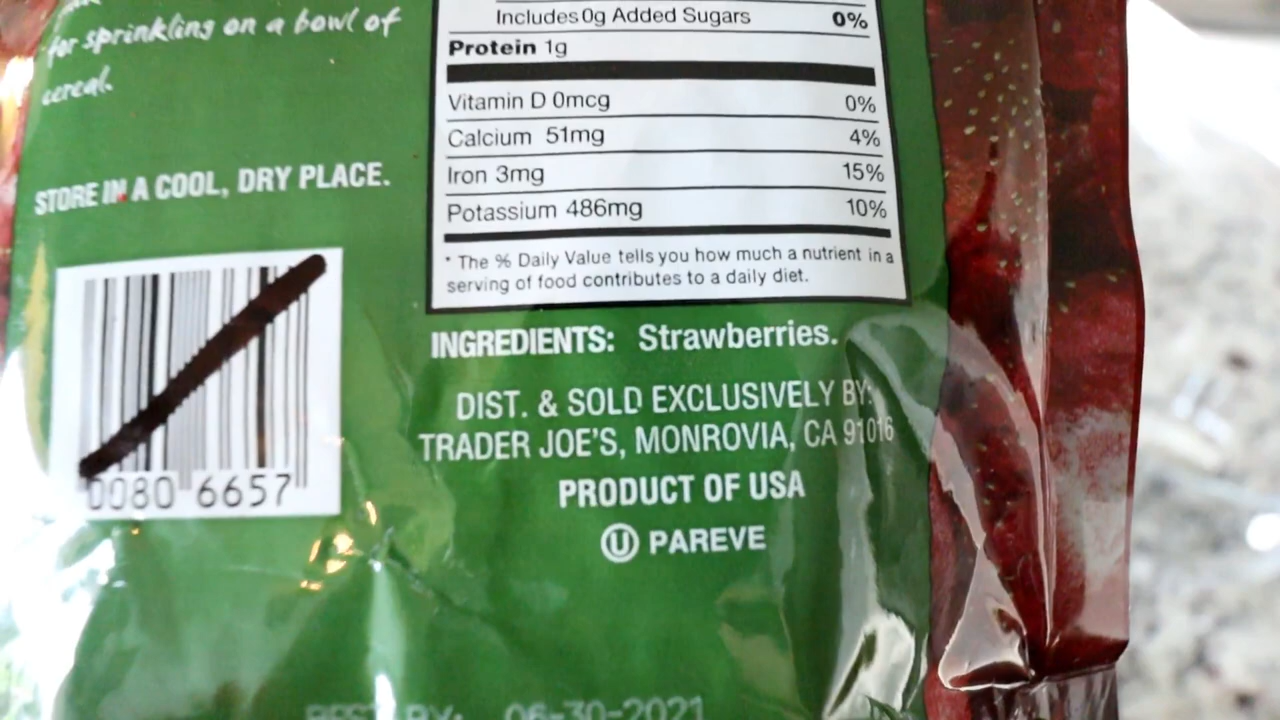 for sprinkling on a bowl of
cereal.
STORE IN A COOL, DRY PLACE.
0080 6657
Includes 0g Added Sugars 0%
Protein 1g
Vitamin D 0mcg 0%
Calcium 51mg 4%
Iron 3mg 15%
Potassium 486mg 10%
* The % Daily Value tells you how much a nutrient in a
serving of food contributes to a daily diet.
INGREDIENTS: Strawberries.
DIST. & SOLD EXCLUSIVELY BY:
TRADER JOE'S, MONROVIA, CA 91016
PRODUCT OF USA
U PAREVE
BEST BY: 06-30-2021